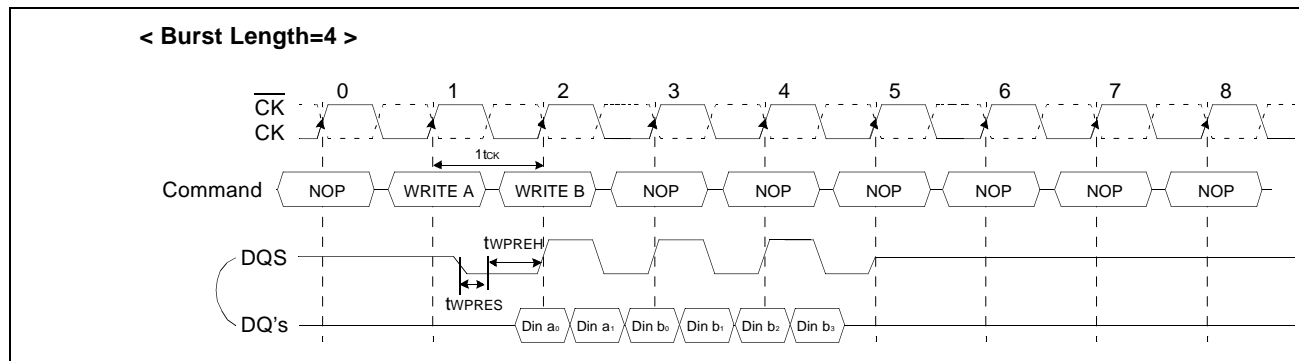 < Burst Length=4 >
0 1 2 3 4 5 6 7 8
CK
CK
1tCK
Command NOP WRITE A WRITE B NOP NOP NOP NOP NOP NOP
tWPREH
DQS
tWPRES
DQ's Din a0 Din a1 Din b0 Din b1 Din b2 Din b3